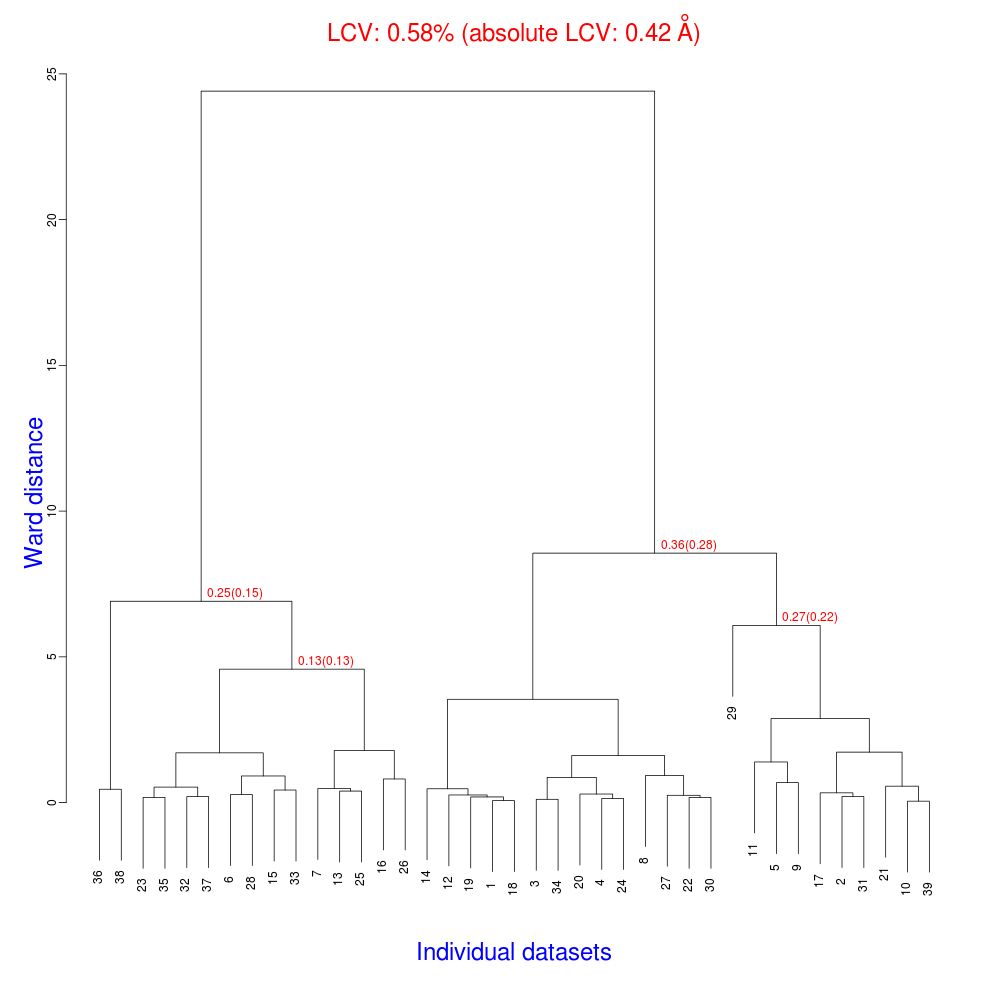 LCV: 0.58% (absolute LCV: 0.42 Å)
25
20
15
10
5
0
Ward distance
0.36(0.28)
0.25(0.15)
0.27(0.22)
0.13(0.13)
29
36 38 23 35 32 37 6 28 15 33 7 13 25 16 26 14 12 19 1 18 3 34 20 4 24 8 27 22 30 11 5 9 17 2 31 21 10 39
Individual datasets